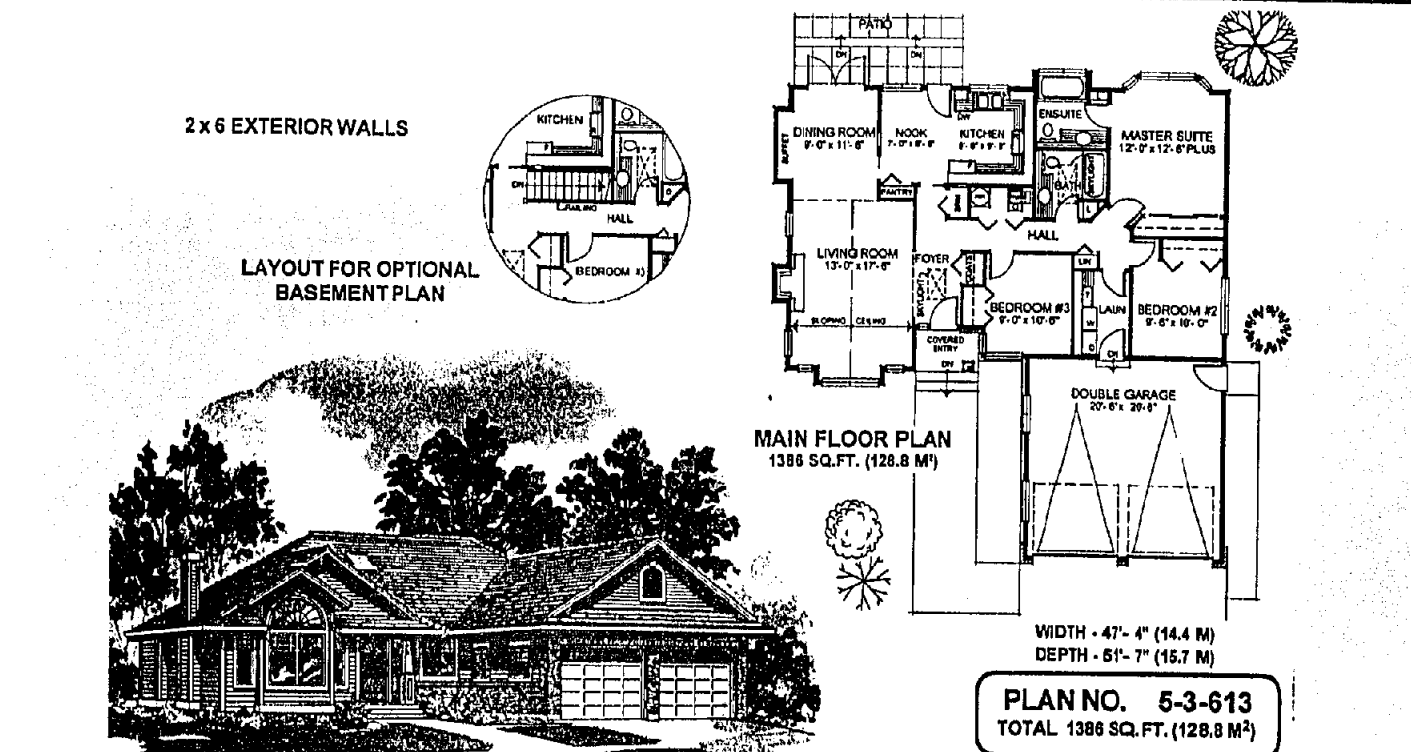 2 x 6 EXTERIOR WALLS
LAYOUT FOR OPTIONAL
BASEMENT PLAN
KITCHEN
DN
RAILING
HALL
BEDROOM
PATIO
DN
DN
DINING ROOM
9'-0" x 11'-6"
BUFFET
NOOK
KITCHEN
DW
PANTRY
ENSUITE
MASTER SUITE
12'-0" x 12'-6" PLUS
BATH
SKYLIGHT
L
HALL
LIVING ROOM
13'-0" x 17'-6"
SLOPING CEILING
FOYER
SKYLIGHT
COATS
COVERED
ENTRY
DN
BEDROOM #3
9'-0" x 10'-6"
LIN
LAUN
W
D
DN
BEDROOM #2
9'-6" x 10'-0"
DOUBLE GARAGE
MAIN FLOOR PLAN
1386 SQ.FT. (128.8 M²)
WIDTH - 47'- 4" (14.4 M)
DEPTH - 51'- 7" (15.7 M)
PLAN NO. 5-3-613
TOTAL 1386 SQ.FT. (128.8 M²)